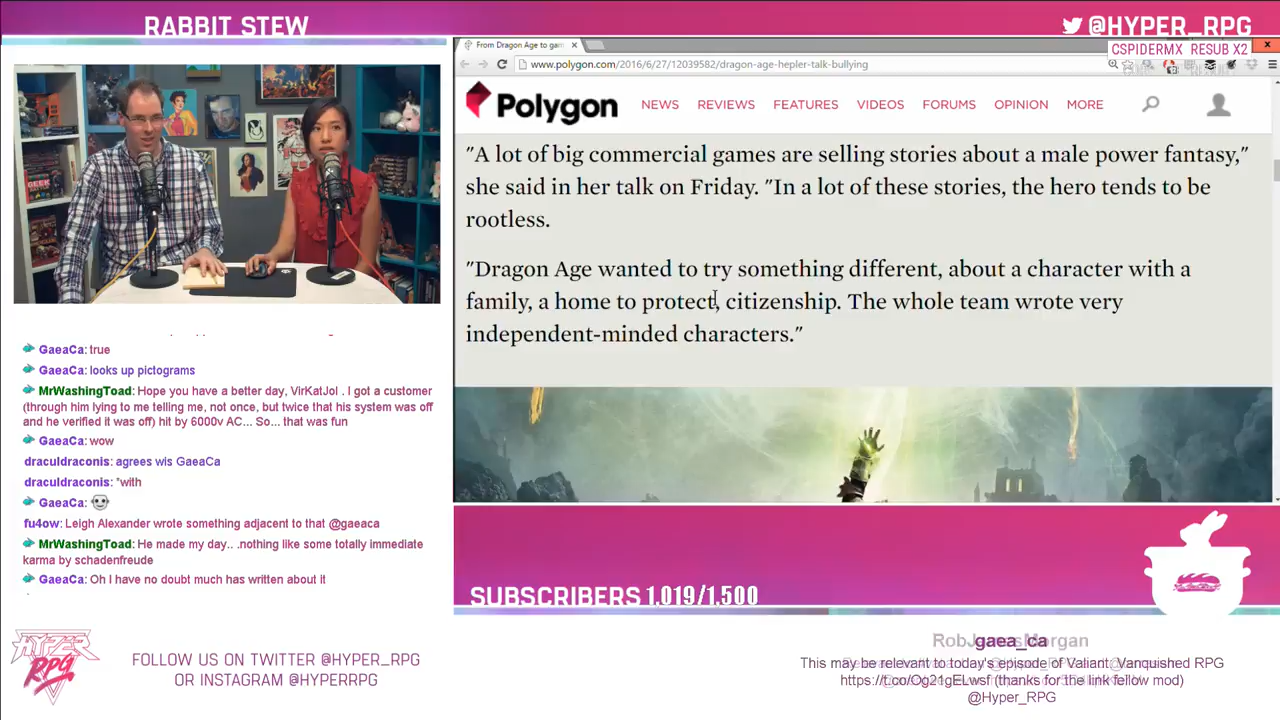 RABBIT STEW
@HYPER_RPG
CSPIDERMX RESUB X2
From Dragon Age to gam
www.polygon.com/2016/6/27/12039582/dragon-age-hepler-talk-bullying
Polygon
NEWS REVIEWS FEATURES VIDEOS FORUMS OPINION MORE
"A lot of big commercial games are selling stories about a male power fantasy,"
she said in her talk on Friday. "In a lot of these stories, the hero tends to be
rootless.
"Dragon Age wanted to try something different, about a character with a
family, a home to protect, citizenship. The whole team wrote very
independent-minded characters."
GaeaCa: true
GaeaCa: looks up pictograms
MrWashingToad: Hope you have a better day, VirKatJol . I got a customer
(through him lying to me telling me, not once, but twice that his system was off
and he verified it was off) hit by 6000v AC... So... that was fun
GaeaCa: wow
draculdraconis: agrees wis GaeaCa
draculdraconis: *with
GaeaCa:
fu4ow: Leigh Alexander wrote something adjacent to that @gaeaca
MrWashingToad: He made my day.. .nothing like some totally immediate
karma by schadenfreude
GaeaCa: Oh I have no doubt much has written about it
SUBSCRIBERS 1,019/1,500
HYPER
RPG
FOLLOW US ON TWITTER @HYPER_RPG
OR INSTAGRAM @HYPERRPG
gaea_ca
This may be relevant to today's episode of Valiant: Vanquished RPG
(thanks for the link fellow mod)
@Hyper_RPG